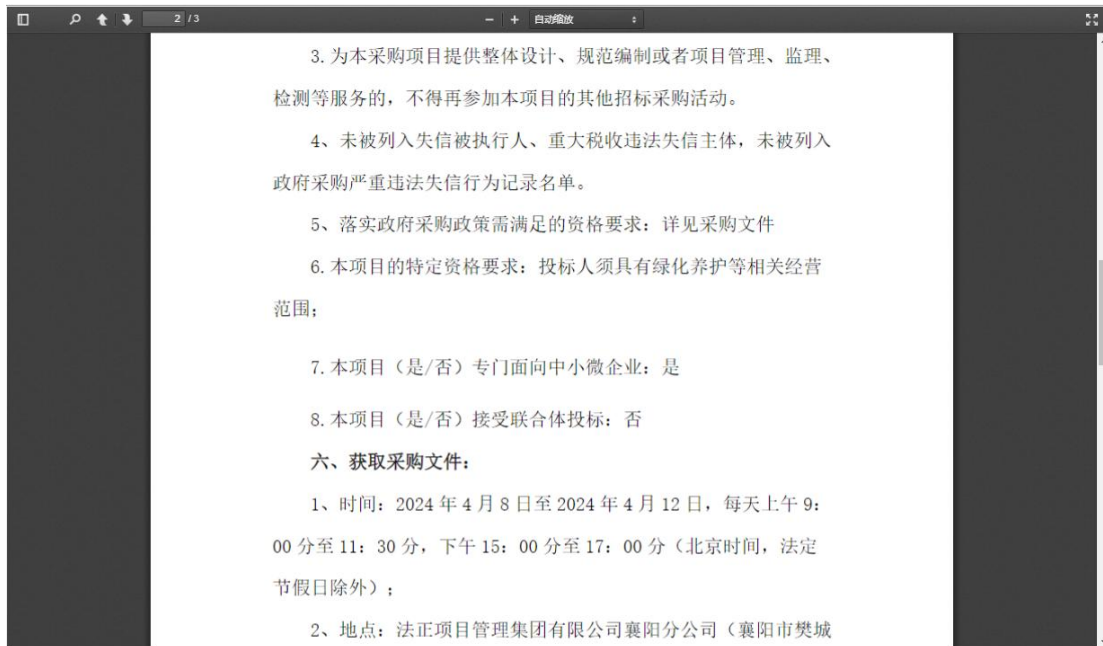 2 / 3
自动缩放
3.为本采购项目提供整体设计、规范编制或者项目管理、监理、
检测等服务的，不得再参加本项目的其他招标采购活动。
4、未被列入失信被执行人、重大税收违法失信主体，未被列入
政府采购严重违法失信行为记录名单。
5、落实政府采购政策需满足的资格要求：详见采购文件
6.本项目的特定资格要求：投标人须具有绿化养护等相关经营
范围；
7.本项目（是/否）专门面向中小微企业：是
8.本项目（是/否）接受联合体投标：否
六、获取采购文件：
1、时间：2024 年 4 月 8 日至 2024 年 4 月 12 日，每天上午 9：
00 分至 11：30 分，下午 15：00 分至 17：00 分（北京时间，法定
节假日除外）；
2、地点：法正项目管理集团有限公司襄阳分公司（襄阳市樊城